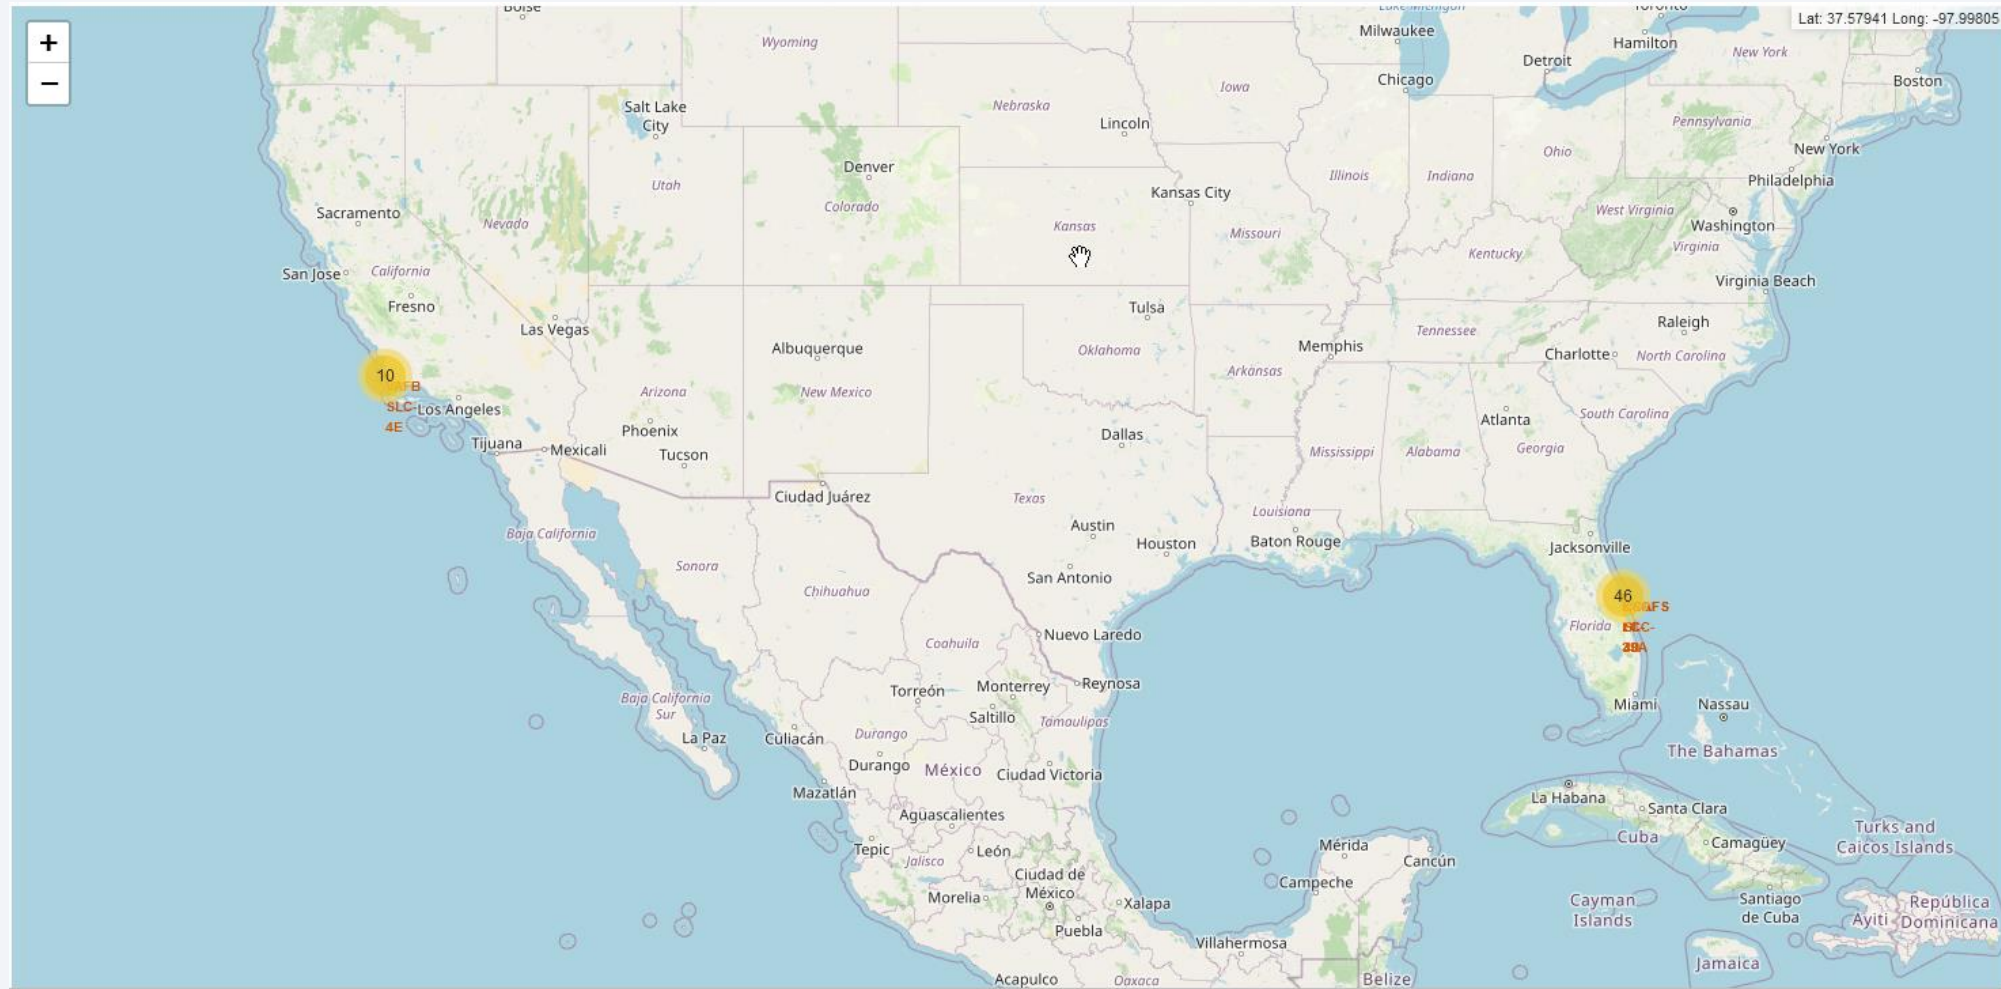 Boise
Lake Michigan
Toronto
Lat: 37.57941 Long: -97.99805
+
−
Wyoming
Milwaukee
Hamilton
New York
Detroit
Chicago
Boston
Iowa
Salt Lake
City
Nebraska
Lincoln
Pennsylvania
New York
Ohio
Denver
Utah
Illinois
Indiana
Philadelphia
Kansas City
Colorado
Sacramento
Nevada
Kansas
Missouri
West Virginia
Washington
Virginia
Kentucky
San Jose
California
Virginia Beach
Fresno
Las Vegas
Tulsa
Tennessee
Raleigh
Albuquerque
Oklahoma
Memphis
Charlotte
North Carolina
10
AFB
SLC-
4E
Arizona
New Mexico
Arkansas
Los Angeles
South Carolina
Atlanta
Phoenix
Dallas
Tijuana
Mexicali
Tucson
Mississippi
Alabama
Georgia
Ciudad Juárez
Texas
Louisiana
Baja California
Austin
Houston
Baton Rouge
Jacksonville
Sonora
San Antonio
Chihuahua
46
Florida
Coahuila
Nuevo Laredo
Torreón
Monterrey
Reynosa
Baja California
Sur
Saltillo
Tamaulipas
Miami
Nassau
La Paz
Culiacán
Durango
The Bahamas
Durango
México
Ciudad Victoria
Mazatlán
La Habana
Santa Clara
Aguascalientes
Cuba
Camagüey
Turks and
Caicos Islands
Tepic
Jalisco
León
Mérida
Cancún
Ciudad de
México
Campeche
Morelia
Xalapa
Cayman
Islands
Santiago
de Cuba
Ayiti
República
Dominicana
Puebla
Villahermosa
Jamaica
Acapulco
Oaxaca
Belize